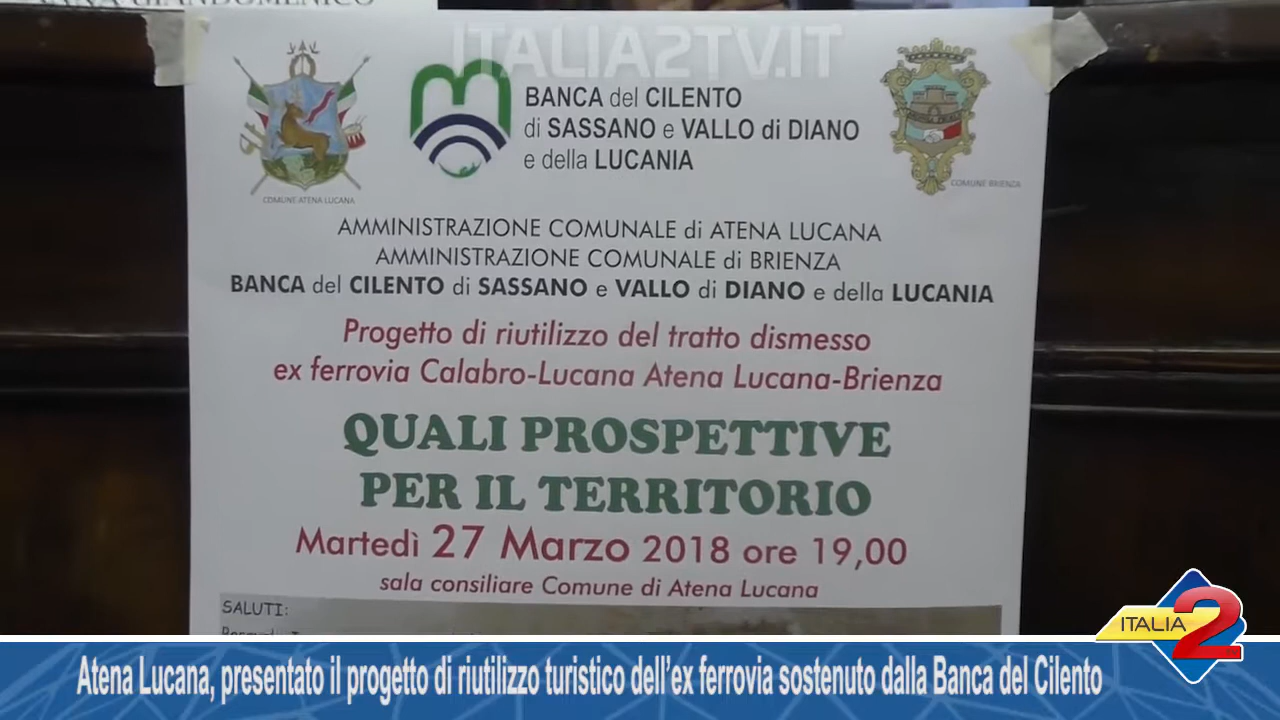 ITALIA2TV.IT
BANCA del CILENTO
di SASSANO e VALLO di DIANO
e della LUCANIA
COMUNE ATENA LUCANA
COMUNE BRIENZA
AMMINISTRAZIONE COMUNALE di ATENA LUCANA
AMMINISTRAZIONE COMUNALE di BRIENZA
BANCA del CILENTO di SASSANO e VALLO di DIANO e della LUCANIA
Progetto di riutilizzo del tratto dismesso
ex ferrovia Calabro-Lucana Atena Lucana-Brienza
QUALI PROSPETTIVE
PER IL TERRITORIO
Martedì 27 Marzo 2018 ore 19,00
sala consiliare Comune di Atena Lucana
SALUTI:
ITALIA 2
Atena Lucana, presentato il progetto di riutilizzo turistico dell'ex ferrovia sostenuto dalla Banca del Cilento